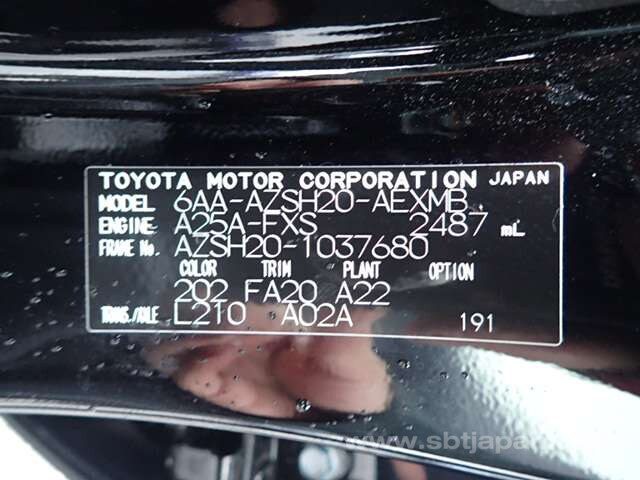 TOYOTA MOTOR CORPORATION JAPAN
MODEL 6AA-AZSH20-AEXMB
ENGINE A25A-FXS 2487 mL
FRAME No. AZSH20-1037680
COLOR TRIM PLANT OPTION
202 FA20 A22
TRANS./AXLE L210 A02A 191
www.sbtjapan